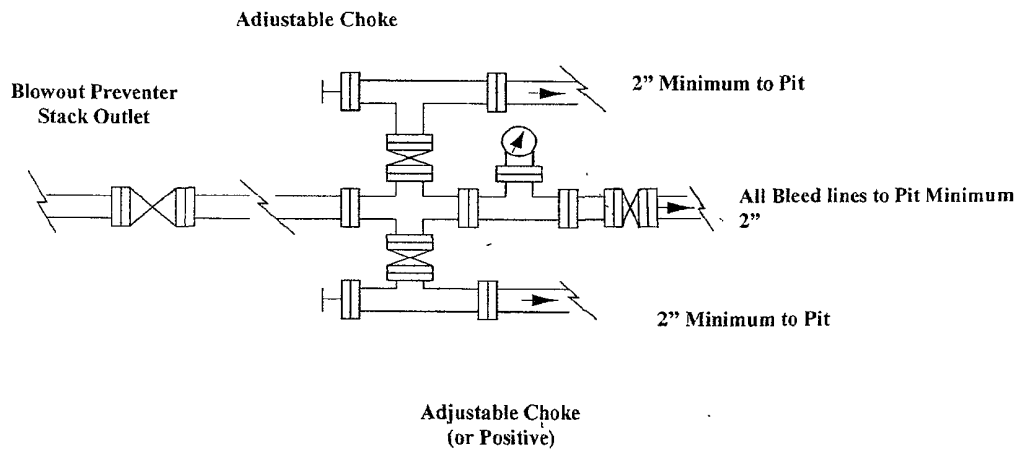 Adjustable Choke
Blowout Preventer
Stack Outlet
2” Minimum to Pit
All Bleed lines to Pit Minimum
2”
2” Minimum to Pit
Adjustable Choke
(or Positive)